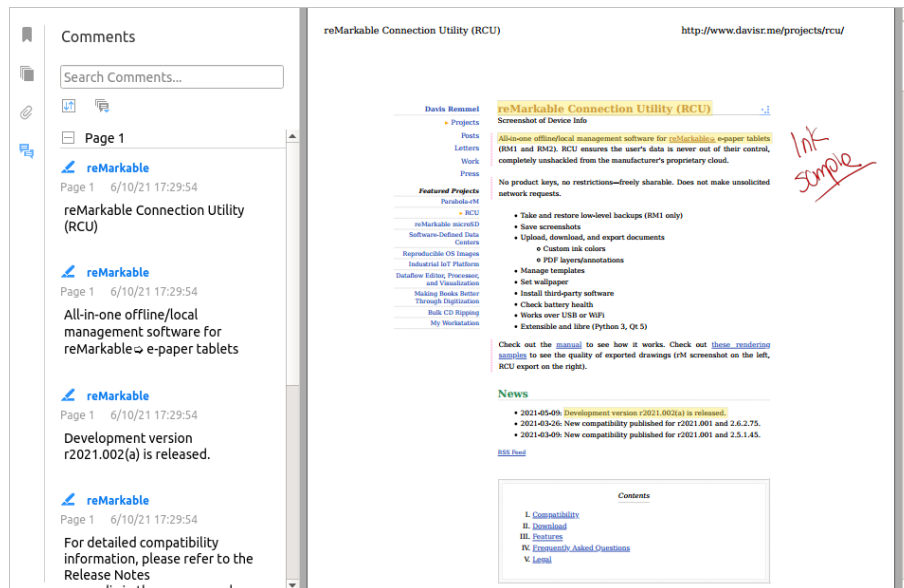 Comments
Search Comments...
Page 1
reMarkable
Page 1 6/10/21 17:29:54
reMarkable Connection Utility
(RCU)
reMarkable
Page 1 6/10/21 17:29:54
All-in-one offline/local
management software for
reMarkable➭ e-paper tablets
reMarkable
Page 1 6/10/21 17:29:54
Development version
r2021.002(a) is released.
reMarkable
Page 1 6/10/21 17:29:54
For detailed compatibility
information, please refer to the
Release Notes
reMarkable Connection Utility (RCU)
http://www.davisr.me/projects/rcu/
Davis Remmel
▸ Projects
Posts
Letters
Work
Press
Featured Projects
Parabola-rM
▸ RCU
reMarkable microSD
Software-Defined Data
Centers
Reproducible OS Images
Industrial IoT Platform
Dataflow Editor, Processor,
and Visualization
Making Books Better
Through Digitization
Bulk CD Ripping
My Workstation
reMarkable Connection Utility (RCU)
Screenshot of Device Info
All-in-one offline/local management software for reMarkable➭ e-paper tablets
(RM1 and RM2). RCU ensures the user's data is never out of their control,
completely unshackled from the manufacturer's proprietary cloud.
No product keys, no restrictions—freely sharable. Does not make unsolicited
network requests.
• Take and restore low-level backups (RM1 only)
• Save screenshots
• Upload, download, and export documents
o Custom ink colors
o PDF layers/annotations
• Manage templates
• Set wallpaper
• Install third-party software
• Check battery health
• Works over USB or WiFi
• Extensible and libre (Python 3, Qt 5)
Check out the manual to see how it works. Check out these rendering
samples to see the quality of exported drawings (rM screenshot on the left,
RCU export on the right).
News
• 2021-05-09: Development version r2021.002(a) is released.
• 2021-03-26: New compatibility published for r2021.001 and 2.6.2.75.
• 2021-03-09: New compatibility published for r2021.001 and 2.5.1.45.
RSS Feed
Contents
I. Compatibility
II. Download
III. Features
IV. Frequently Asked Questions
V. Legal
Ink
sample